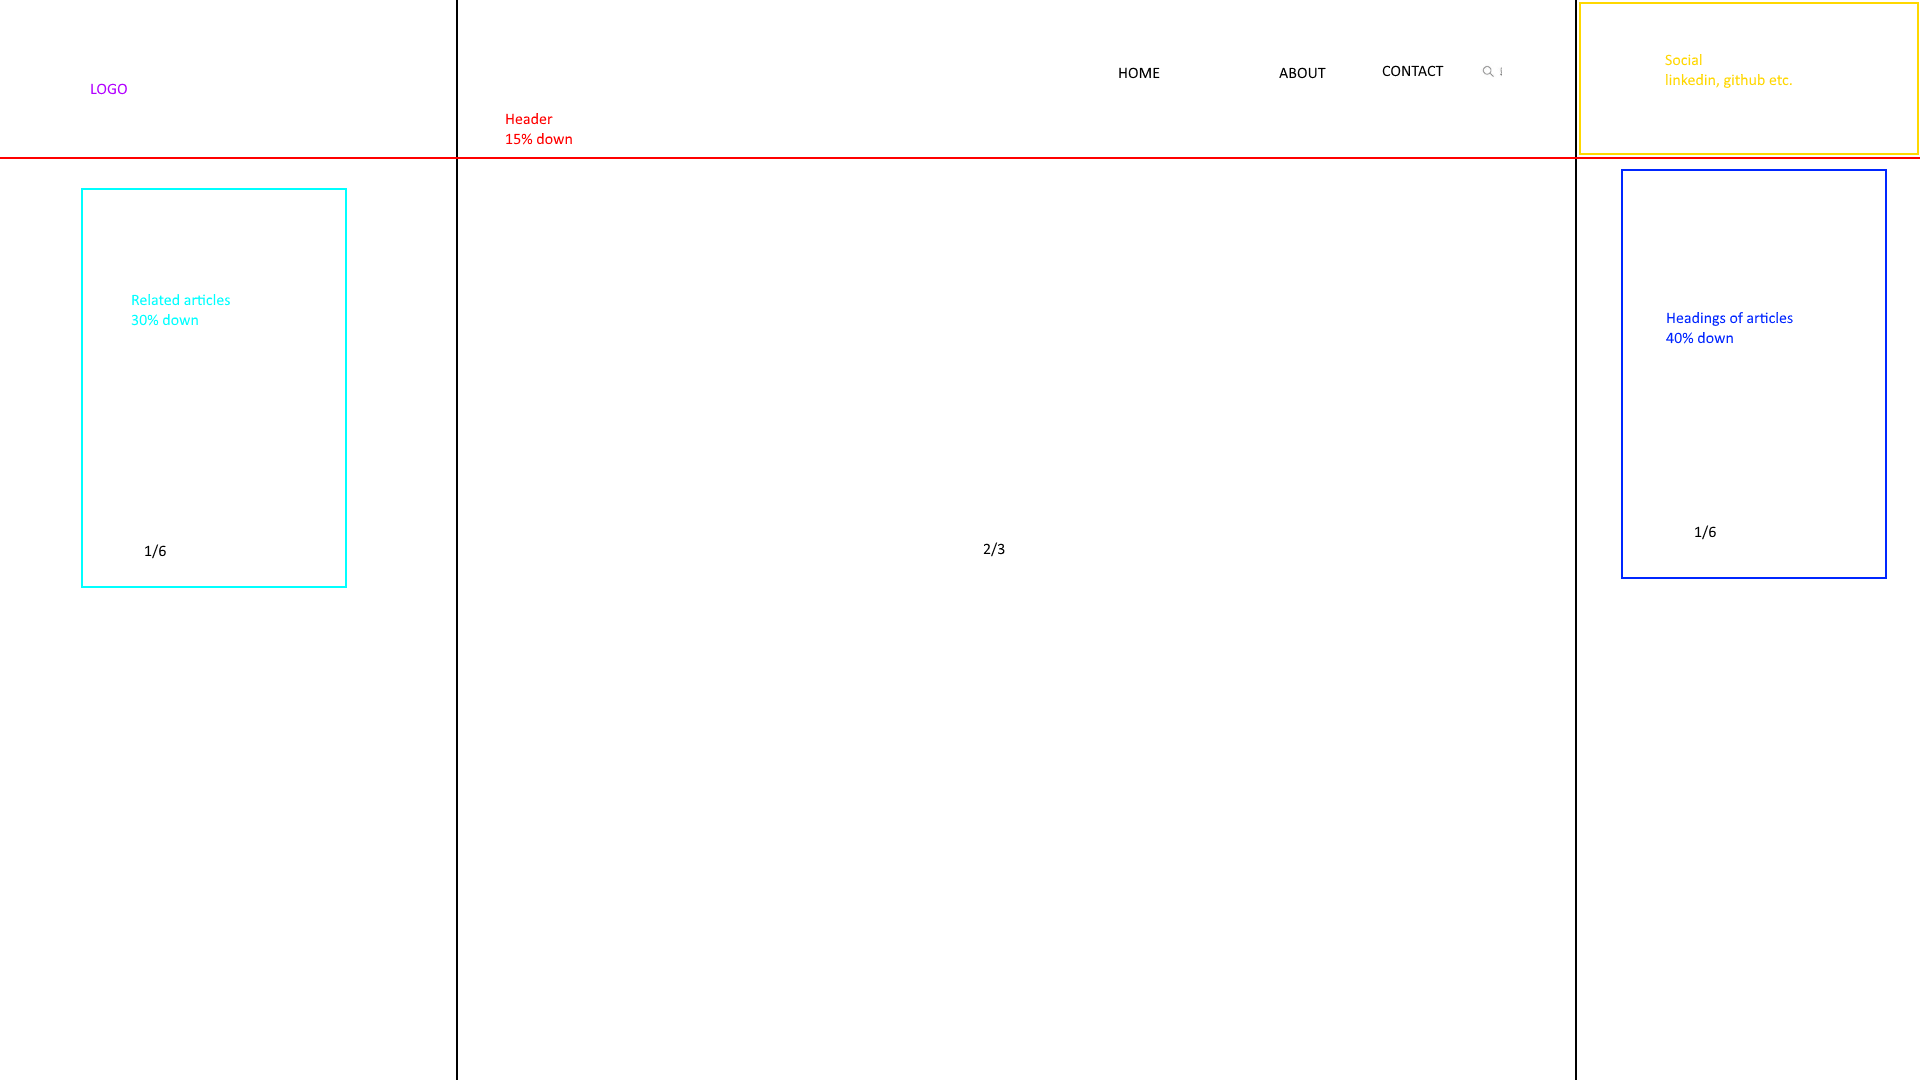 LOGO
HOME
ABOUT
CONTACT
Social
linkedin, github etc.
Header
15% down
Related articles
30% down
Headings of articles
40% down
1/6
2/3
1/6